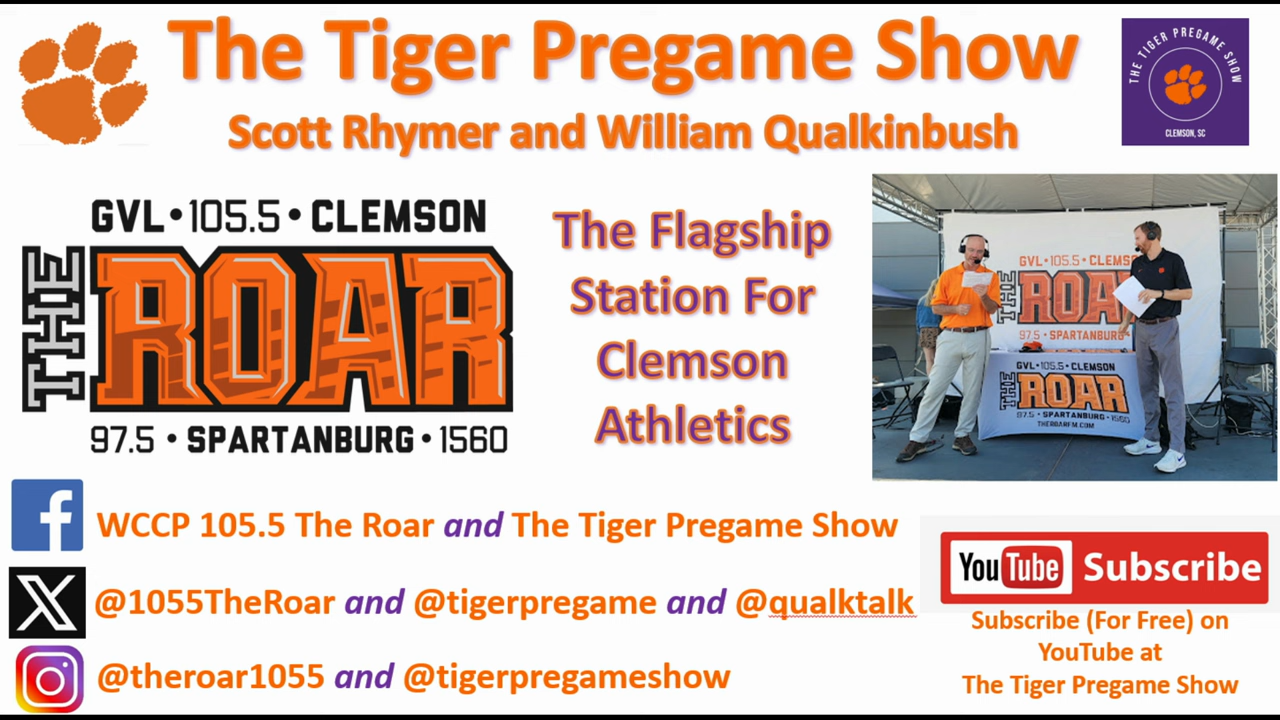 The Tiger Pregame Show
Scott Rhymer and William Qualkinbush
THE TIGER PREGAME SHOW
CLEMSON, SC
GVL • 105.5 • CLEMSON
THE ROAR
97.5 • SPARTANBURG • 1560
The Flagship
Station For
Clemson
Athletics
GVL • 105.5 • CLEMS
THE ROA
97.5 • SPARTANBURG
GVL • 105.5 • CLEMSON
THE ROAR
97.5 • SPARTANBURG • 1560
THEROARFM.COM
WCCP 105.5 The Roar and The Tiger Pregame Show
@1055TheRoar and @tigerpregame and @qualktalk
@theroar1055 and @tigerpregameshow
YouTube Subscribe
Subscribe (For Free) on
YouTube at
The Tiger Pregame Show